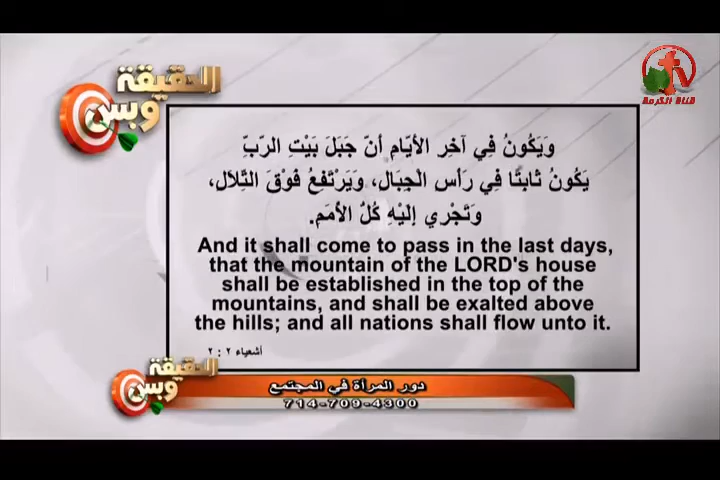 الحقيقة
وبس
قناة الكرمة
وَيَكُونُ فِي آخِرِ الأَيَّامِ أَنَّ جَبَلَ بَيْتِ الرَّبِّ
يَكُونُ ثَابِتًا فِي رَأْسِ الْجِبَالِ، وَيَرْتَفِعُ فَوْقَ التِّلاَلِ،
وَتَجْرِي إِلَيْهِ كُلُّ الأُمَمِ.
And it shall come to pass in the last days,
that the mountain of the LORD's house
shall be established in the top of the
mountains, and shall be exalted above
the hills; and all nations shall flow unto it.
أشعياء ٢ : ٢
الحقيقة
وبس
دور المرأة في المجتمع
714-709-4300